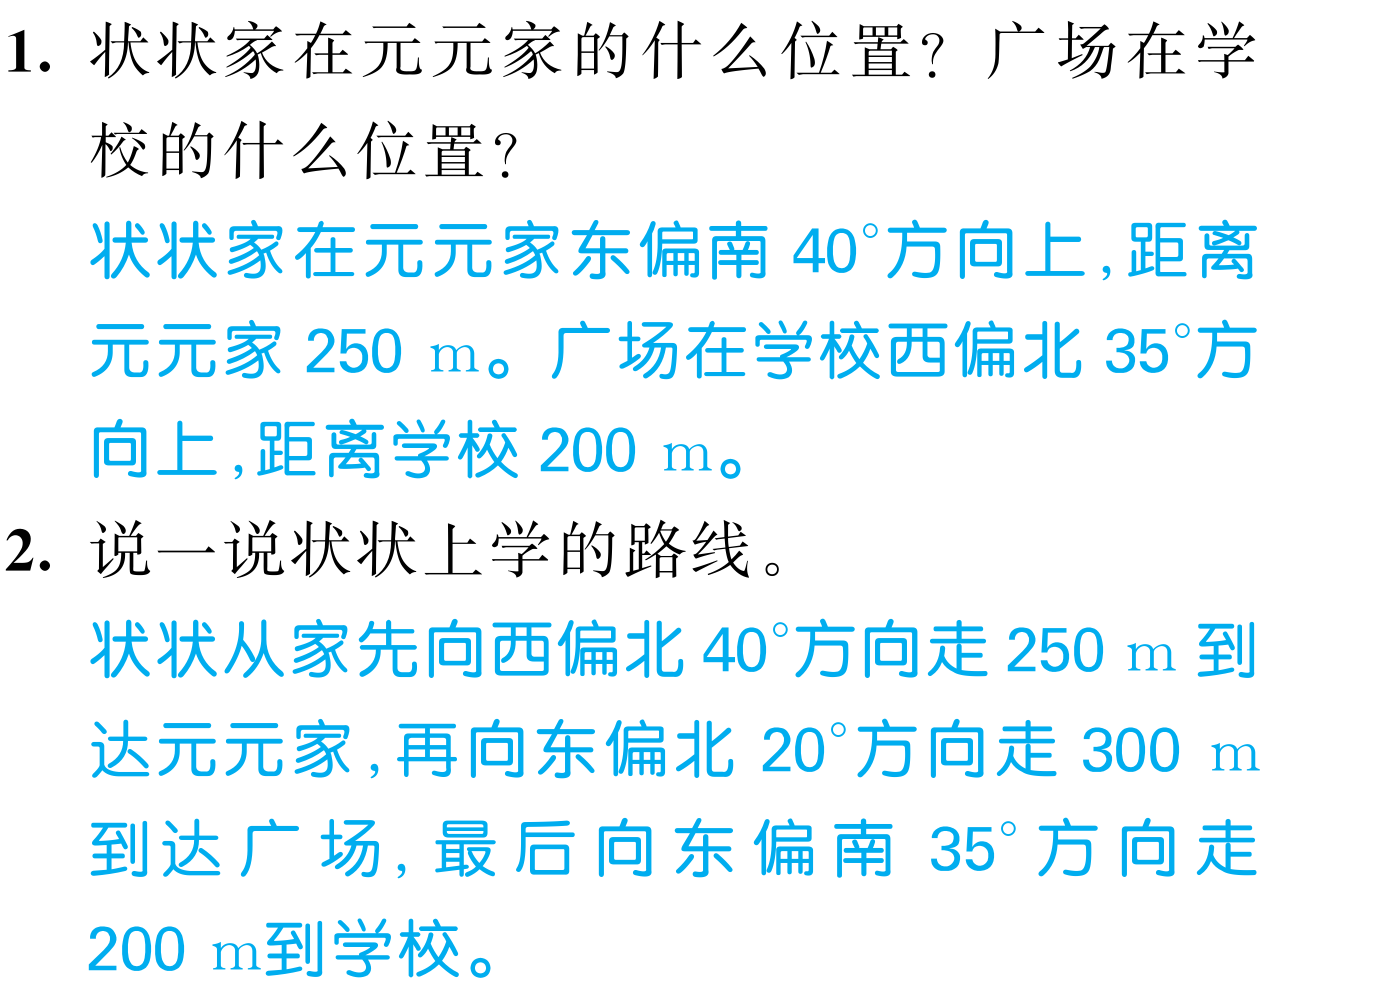 1. 状状家在元元家的什么位置？广场在学
校的什么位置？
状状家在元元家东偏南 40°方向上,距离
元元家 250 m。广场在学校西偏北 35°方
向上,距离学校 200 m。
2. 说一说状状上学的路线。
状状从家先向西偏北 40°方向走 250 m 到
达元元家,再向东偏北 20°方向走 300 m
到达广场,最后向东偏南 35°方向走
200 m到学校。